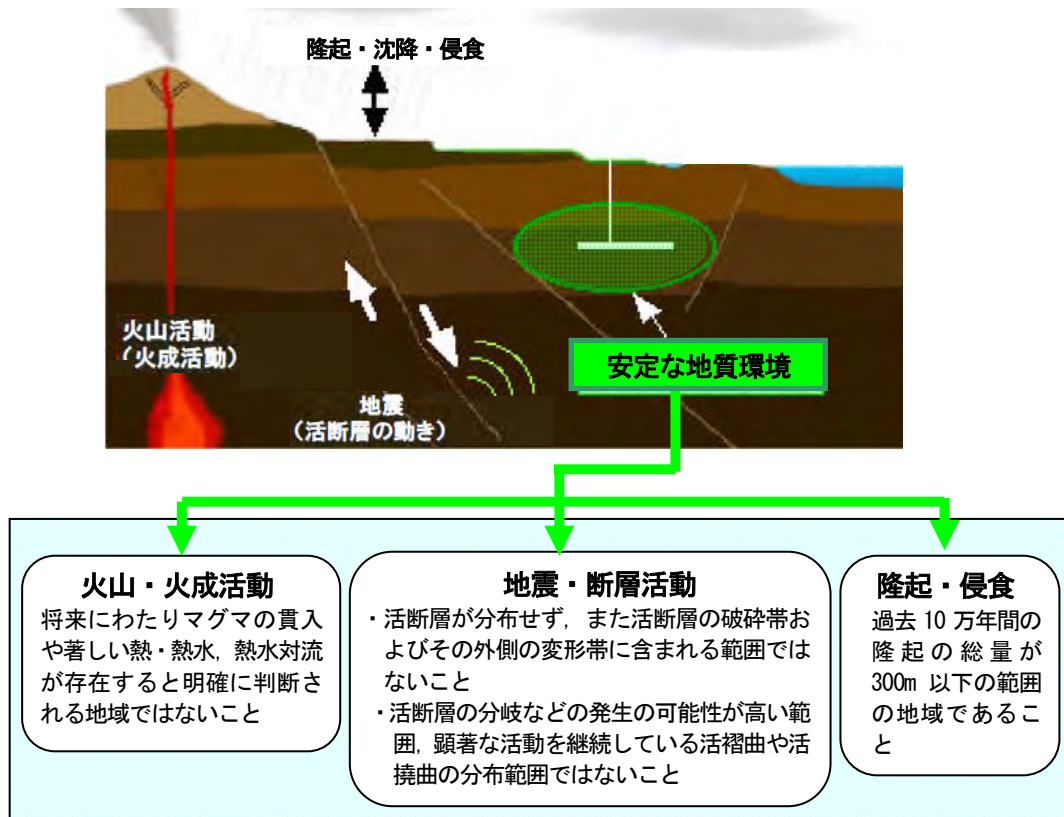 隆起・沈降・侵食
火山活動
（火成活動）
地震
（活断層の動き）
安定な地質環境
火山・火成活動
将来にわたりマグマの貫入
や著しい熱・熱水，熱水対流
が存在すると明確に判断さ
れる地域ではないこと
地震・断層活動
・活断層が分布せず，また活断層の破砕帯お
よびその外側の変形帯に含まれる範囲では
ないこと
・活断層の分岐などの発生の可能性が高い範
囲，顕著な活動を継続している活褶曲や活
撓曲の分布範囲ではないこと
隆起・侵食
過去 10 万年間の
隆起の総量が
300m 以下の範囲
の地域であるこ
と